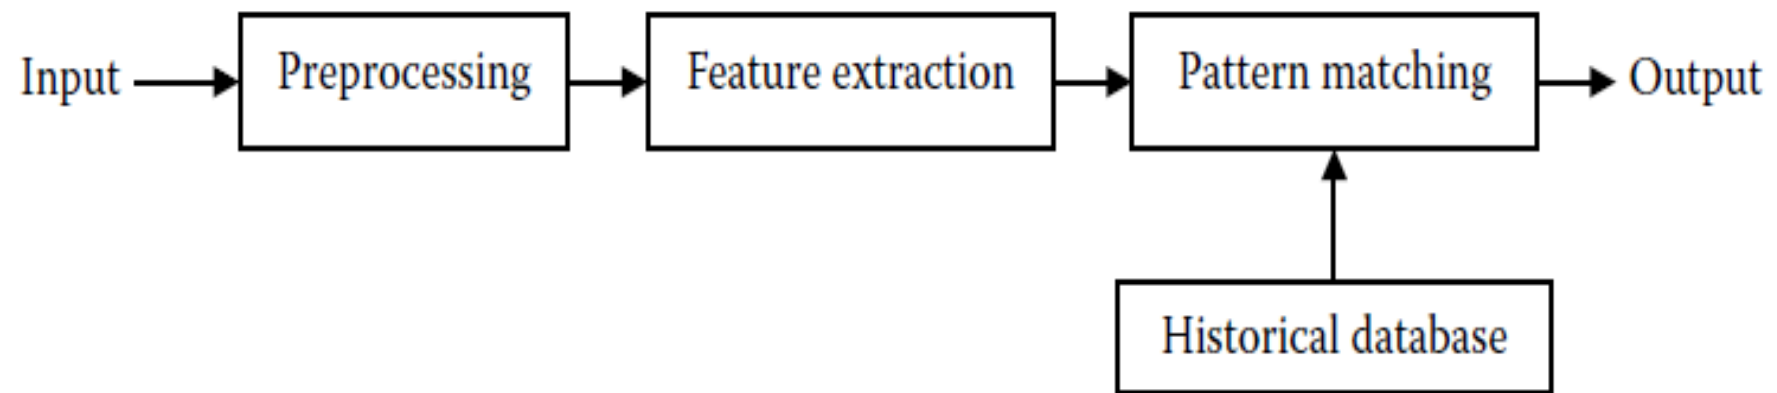 Input
Preprocessing
Feature extraction
Pattern matching
Output
Historical database